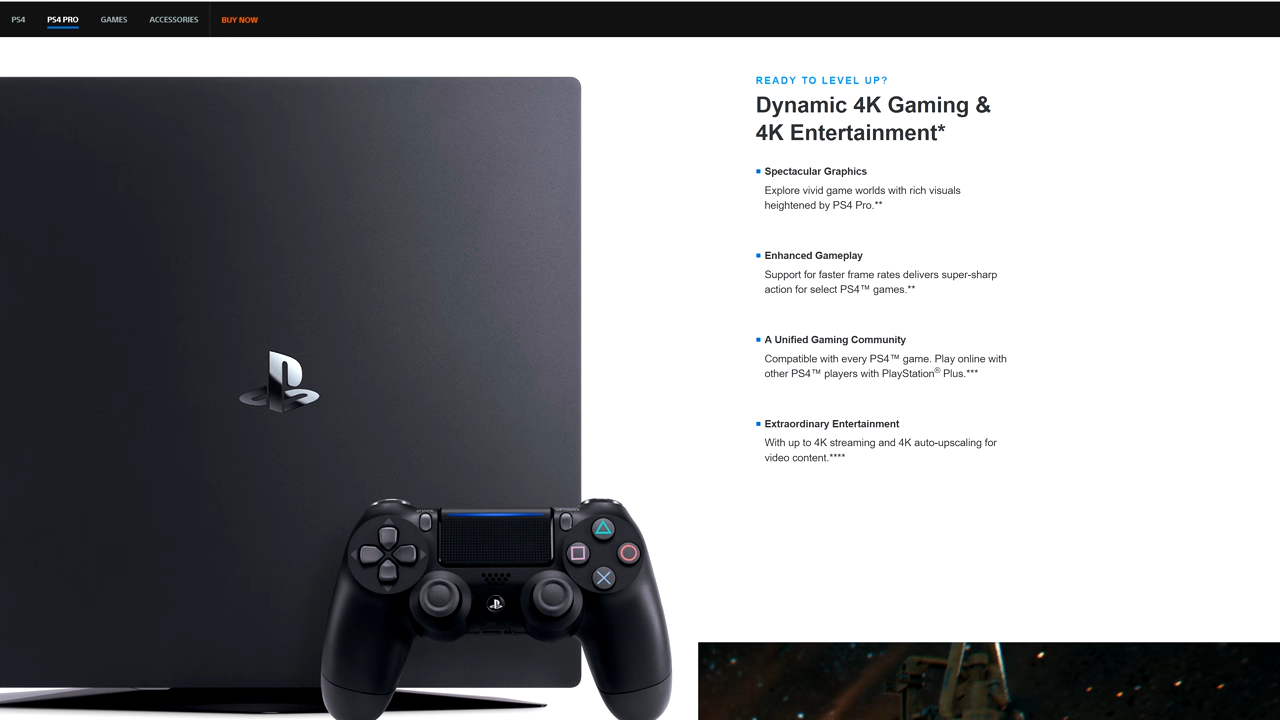 PS4
PS4 PRO
GAMES
ACCESSORIES
BUY NOW
READY TO LEVEL UP?
Dynamic 4K Gaming &
4K Entertainment*
Spectacular Graphics
Explore vivid game worlds with rich visuals
heightened by PS4 Pro.**
Enhanced Gameplay
Support for faster frame rates delivers super-sharp
action for select PS4™ games.**
A Unified Gaming Community
Compatible with every PS4™ game. Play online with
other PS4™ players with PlayStation® Plus.***
Extraordinary Entertainment
With up to 4K streaming and 4K auto-upscaling for
video content.****